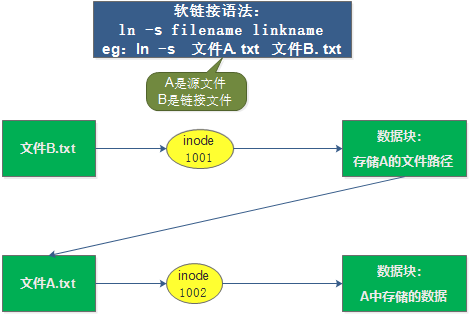 软链接语法：
ln -s filename linkname
eg：ln -s 文件A.txt 文件B.txt
A是源文件
B是链接文件
文件B.txt
inode
1001
数据块：
存储A的文件路径
文件A.txt
inode
1002
数据块：
A中存储的数据